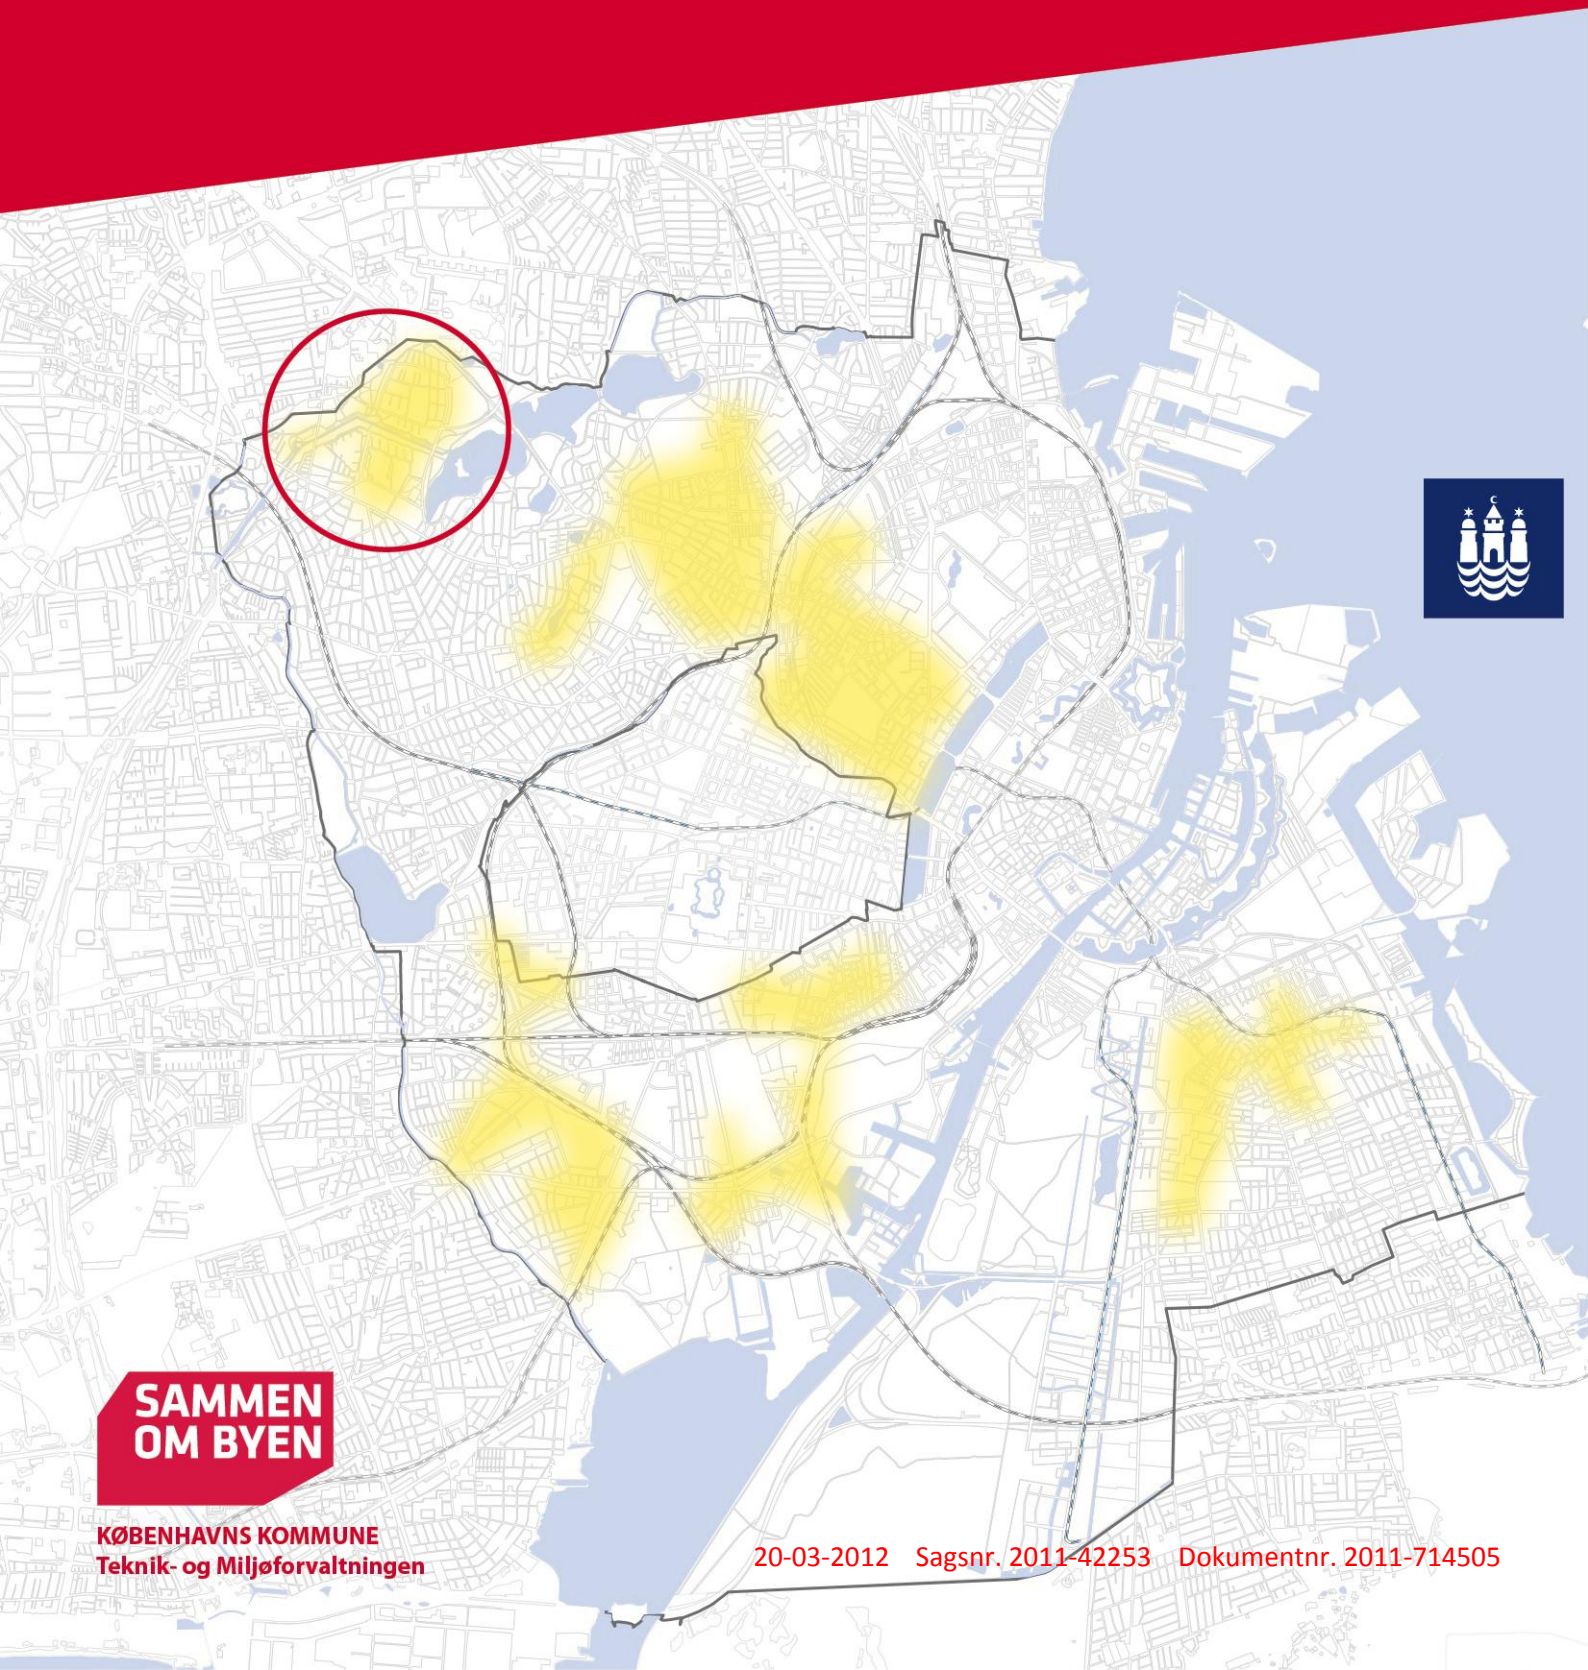 SAMMEN
OM BYEN
KØBENHAVNS KOMMUNE
Teknik- og Miljøforvaltningen
20-03-2012 Sagsnr. 2011-42253 Dokumentnr. 2011-714505